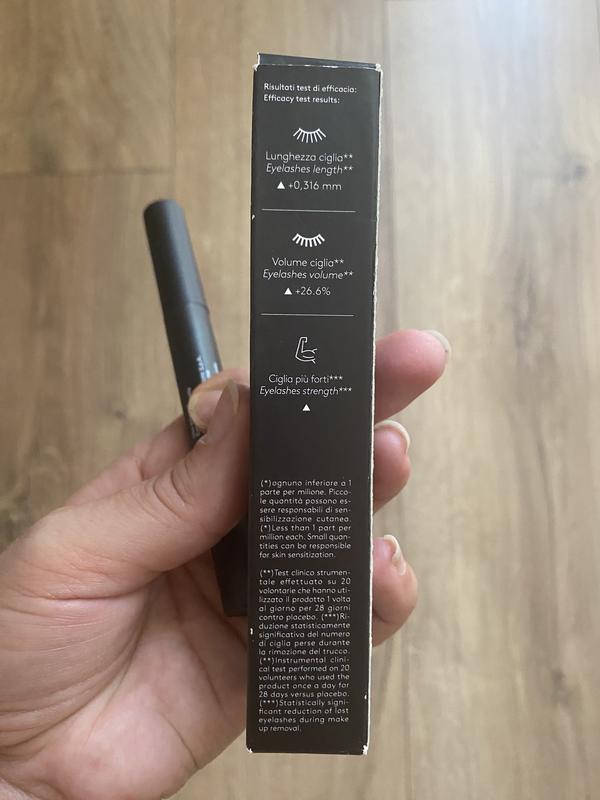 Risultati test di efficacia:
Efficacy test results:
Lunghezza ciglia**
Eyelashes length**
▲ +0,316 mm
Volume ciglia**
Eyelashes volume**
▲ +26.6%
Ciglia più forti***
Eyelashes strength***
▲
(*)ognuno inferiore a 1
parte per milione. Picco-
le quantità possono es-
sere responsabili di sen-
sibilizzazione cutanea.
(*)Less than 1 part per
million each. Small quan-
tities can be responsible
for skin sensitization.
(**)Test clinico strumen-
tale effettuato su 20
volontarie che hanno uti-
lizzato il prodotto 1 volta
al giorno per 28 giorni
contro placebo. (***)Ri-
duzione statisticamente
significativa del numero
di ciglia perse durante
la rimozione del trucco.
(**)Instrumental clini-
cal test performed on 20
volunteers who used the
product once a day for
28 days versus placebo.
(***)Statistically signi-
ficant reduction of lost
eyelashes during make
up removal.